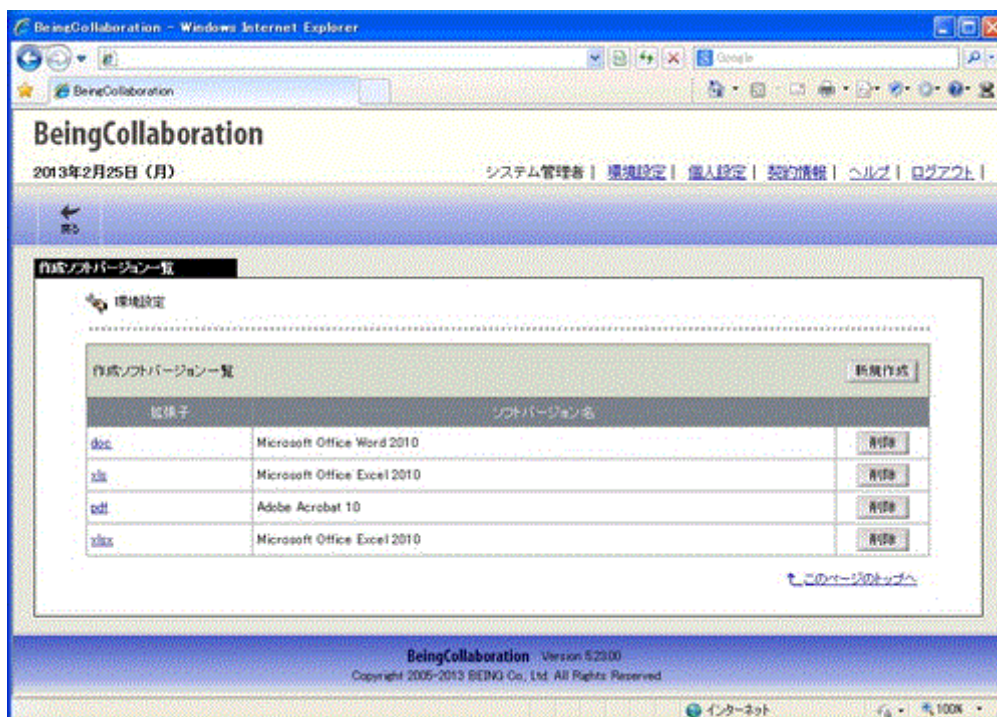 BeingCollaboration - Windows Internet Explorer
Google
BeingCollaboration
BeingCollaboration
2013年2月25日（月）
システム管理者 | 環境設定 | 個人設定 | 契約情報 | ヘルプ | ログアウト |
戻る
作成ソフトバージョン一覧
環境設定
作成ソフトバージョン一覧 新規作成
拡張子 ソフトバージョン名
doc Microsoft Office Word 2010 削除
xls Microsoft Office Excel 2010 削除
pdf Adobe Acrobat 10 削除
xlsx Microsoft Office Excel 2010 削除
このページのトップへ
BeingCollaboration Version 5.23.00
Copyright 2005-2013 BEING Co., Ltd. All Rights Reserved
インターネット 100%